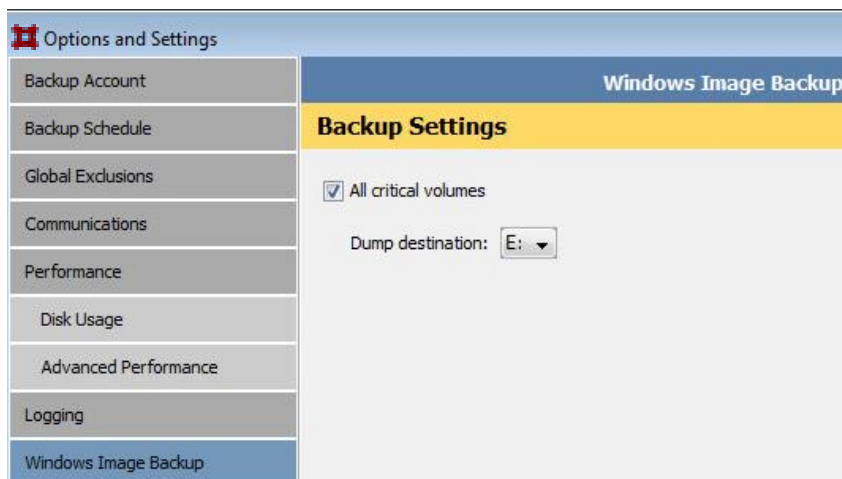 Options and Settings
Backup Account
Backup Schedule
Global Exclusions
Communications
Performance
Disk Usage
Advanced Performance
Logging
Windows Image Backup
Windows Image Backup
Backup Settings
All critical volumes
Dump destination: E: